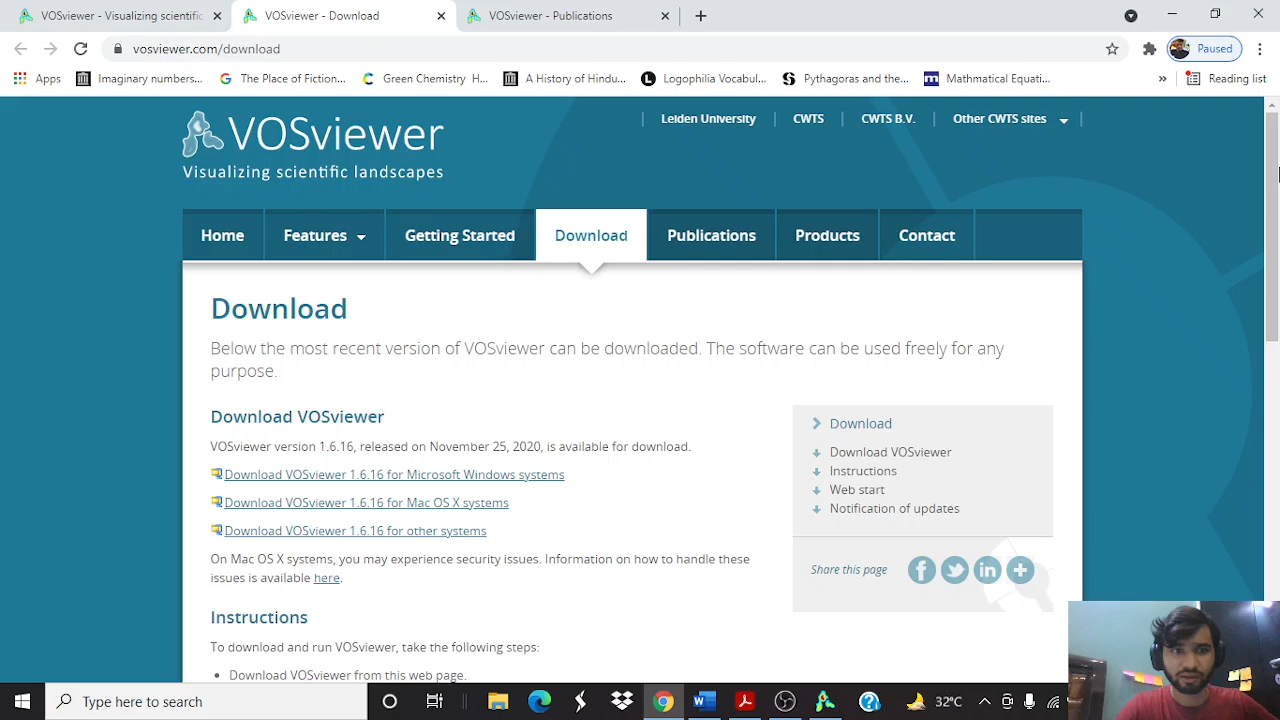 VOSviewer - Visualizing scientific
VOSviewer - Download
VOSviewer - Publications
vosviewer.com/download
Paused
Apps
Imaginary numbers...
The Place of Fiction...
Green Chemistry H...
A History of Hindu...
Logophilia Vocabul...
Pythagoras and the...
Mathmatical Equati...
»
Reading list
VOSviewer
Visualizing scientific landscapes
Leiden University
CWTS
CWTS B.V.
Other CWTS sites
Home
Features
Getting Started
Download
Publications
Products
Contact
Download
Below the most recent version of VOSviewer can be downloaded. The software can be used freely for any
purpose.
Download VOSviewer
VOSviewer version 1.6.16, released on November 25, 2020, is available for download.
Download VOSviewer 1.6.16 for Microsoft Windows systems
Download VOSviewer 1.6.16 for Mac OS X systems
Download VOSviewer 1.6.16 for other systems
On Mac OS X systems, you may experience security issues. Information on how to handle these
issues is available here.
Instructions
To download and run VOSviewer, take the following steps:
• Download VOSviewer from this web page.
Download
Download VOSviewer
Instructions
Web start
Notification of updates
Share this page
Type here to search
32°C